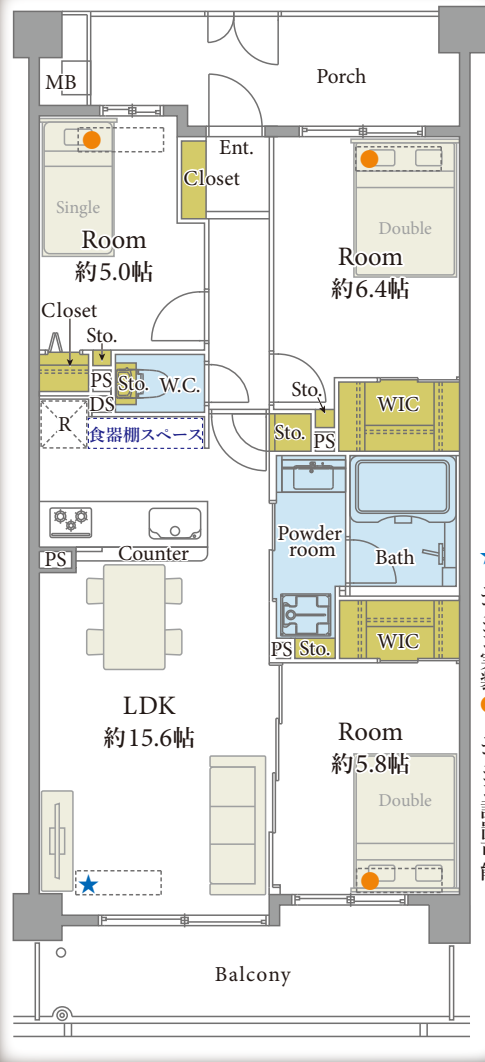 Porch
MB
Ent.
Closet
Single
Double
Room
約5.0帖
Room
約6.4帖
Closet
Sto.
PS
Sto.
W.C.
DS
Sto.
WIC
R
食器棚スペース
Sto.
PS
Powder
room
Bath
PS
Counter
PS
Sto.
WIC
LDK
約15.6帖
Room
約5.8帖
Double
Balcony